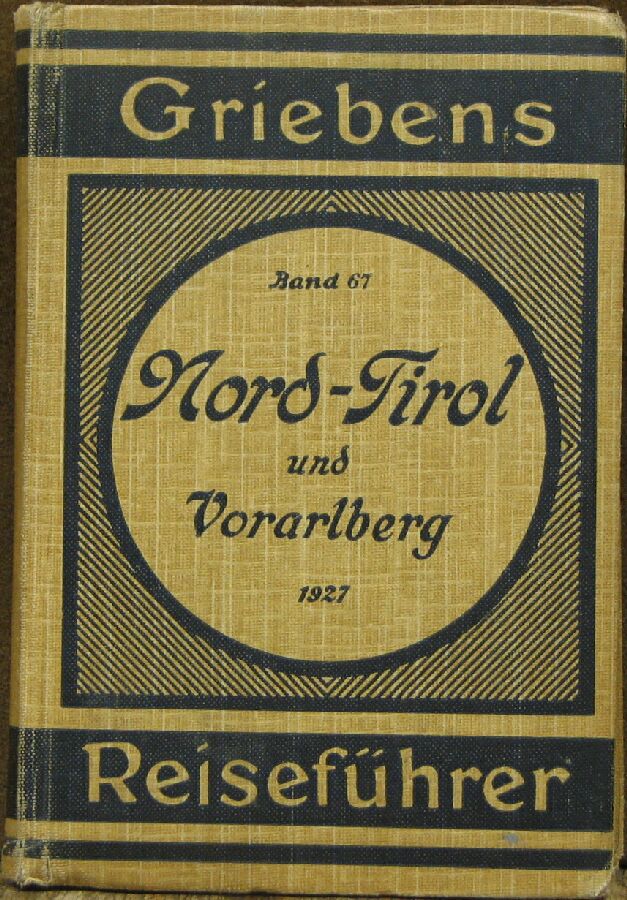 Griebens
Band 67
Nord-Tirol
und
Vorarlberg
1927
Reiseführer